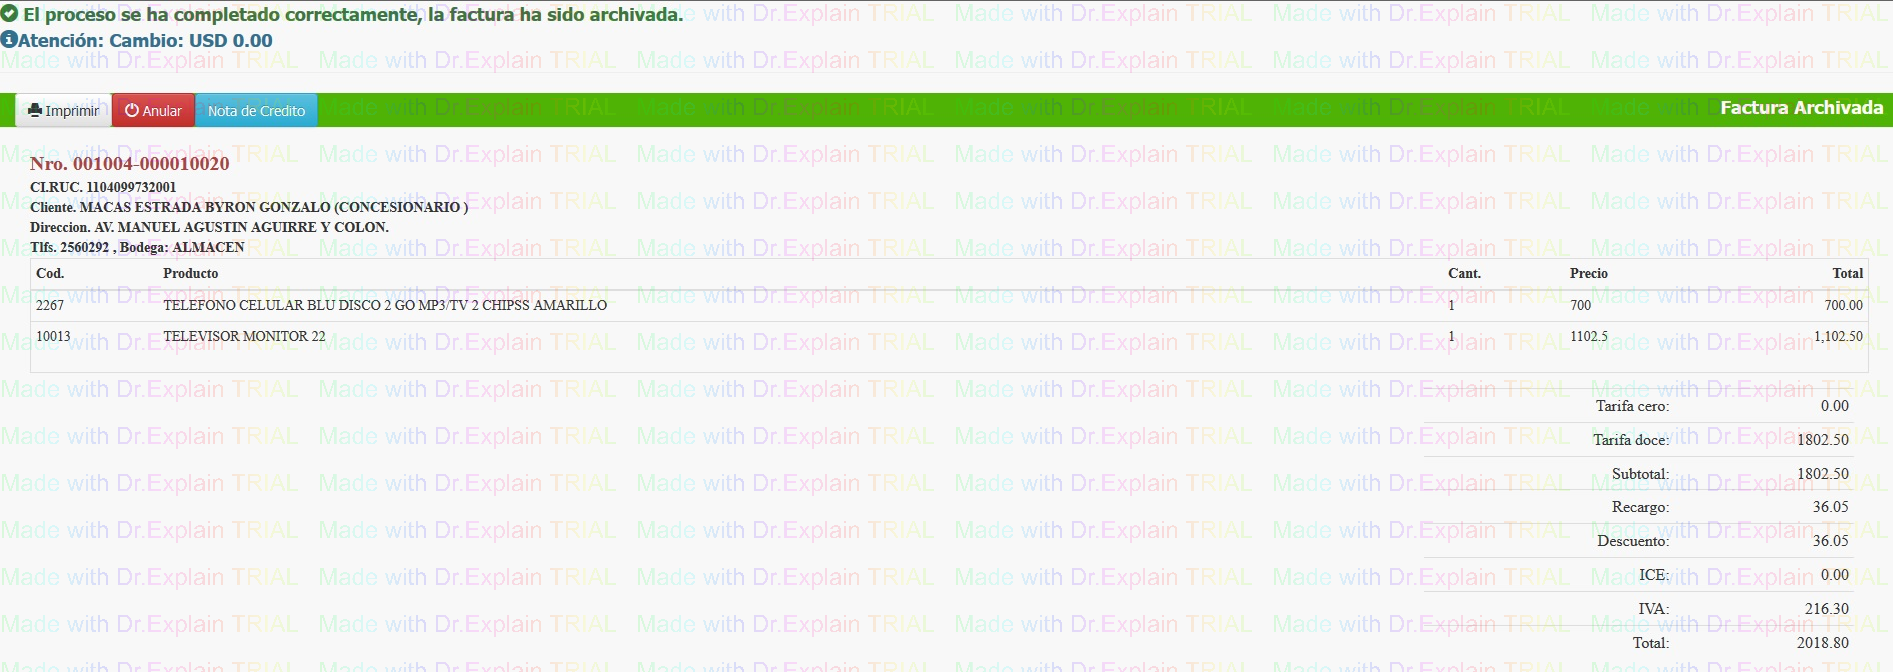 El proceso se ha completado correctamente, la factura ha sido archivada.
Atención: Cambio: USD 0.00
Imprimir Anular Nota de Credito Factura Archivada
Nro. 001004-000010020
CI.RUC. 1104099732001
Cliente. MACAS ESTRADA BYRON GONZALO (CONCESIONARIO )
Direccion. AV. MANUEL AGUSTIN AGUIRRE Y COLON.
Tlfs. 2560292 , Bodega: ALMACEN
Cod. Producto Cant. Precio Total
2267 TELEFONO CELULAR BLU DISCO 2 GO MP3/TV 2 CHIPSS AMARILLO 1 700 700.00
10013 TELEVISOR MONITOR 22 1 1102.5 1,102.50
Tarifa cero: 0.00
Tarifa doce: 1802.50
Subtotal: 1802.50
Recargo: 36.05
Descuento: 36.05
ICE: 0.00
IVA: 216.30
Total: 2018.80
Made with Dr.Explain TRIAL